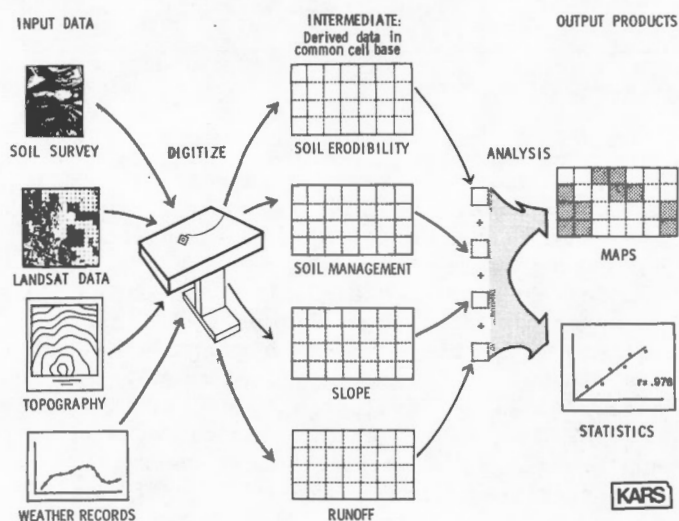 INPUT DATA
SOIL SURVEY
LANDSAT DATA
TOPOGRAPHY
WEATHER RECORDS
DIGITIZE
INTERMEDIATE:
Derived data in
common cell base
SOIL ERODIBILITY
SOIL MANAGEMENT
SLOPE
RUNOFF
ANALYSIS
+
+
+
OUTPUT PRODUCTS
MAPS
r= .976
STATISTICS
KARS